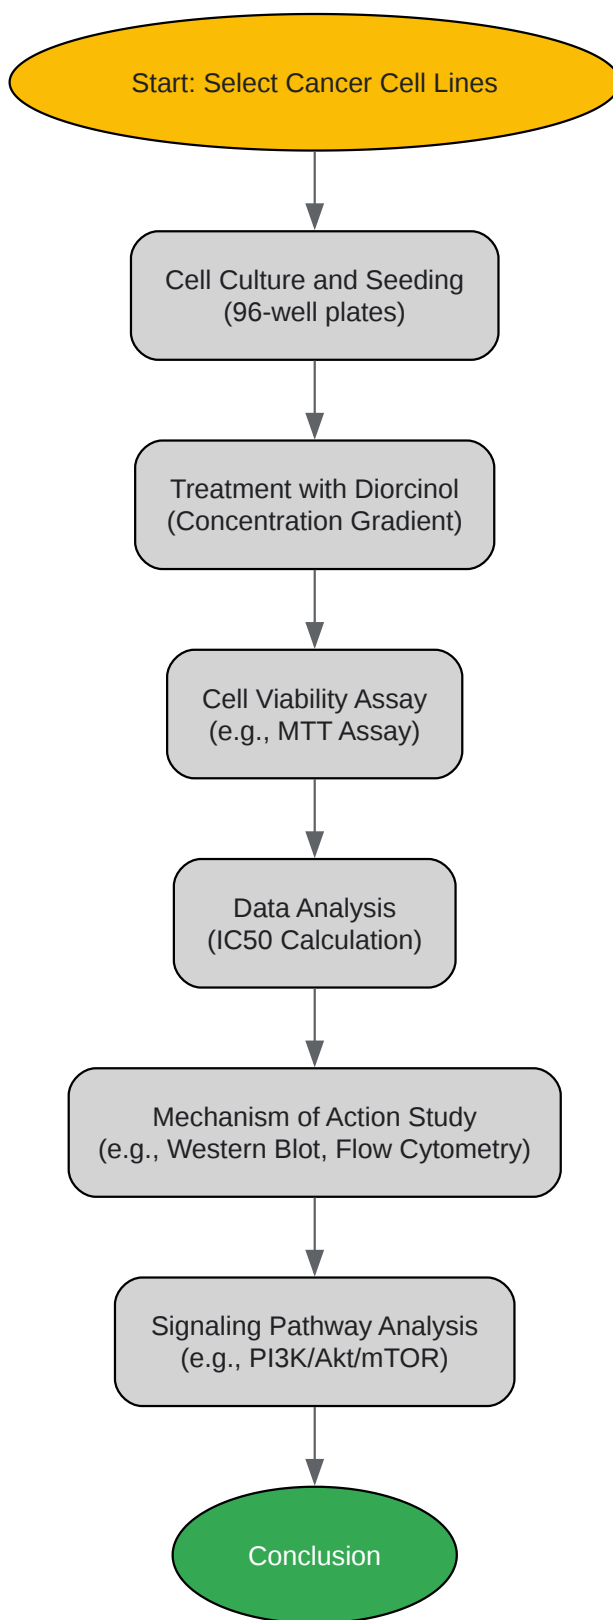 Start: Select Cancer Cell Lines
Cell Culture and Seeding
(96-well plates)
Treatment with Diorcinol
(Concentration Gradient)
Cell Viability Assay
(e.g., MTT Assay)
Data Analysis
(IC50 Calculation)
Mechanism of Action Study
(e.g., Western Blot, Flow Cytometry)
Signaling Pathway Analysis
(e.g., PI3K/Akt/mTOR)
Conclusion